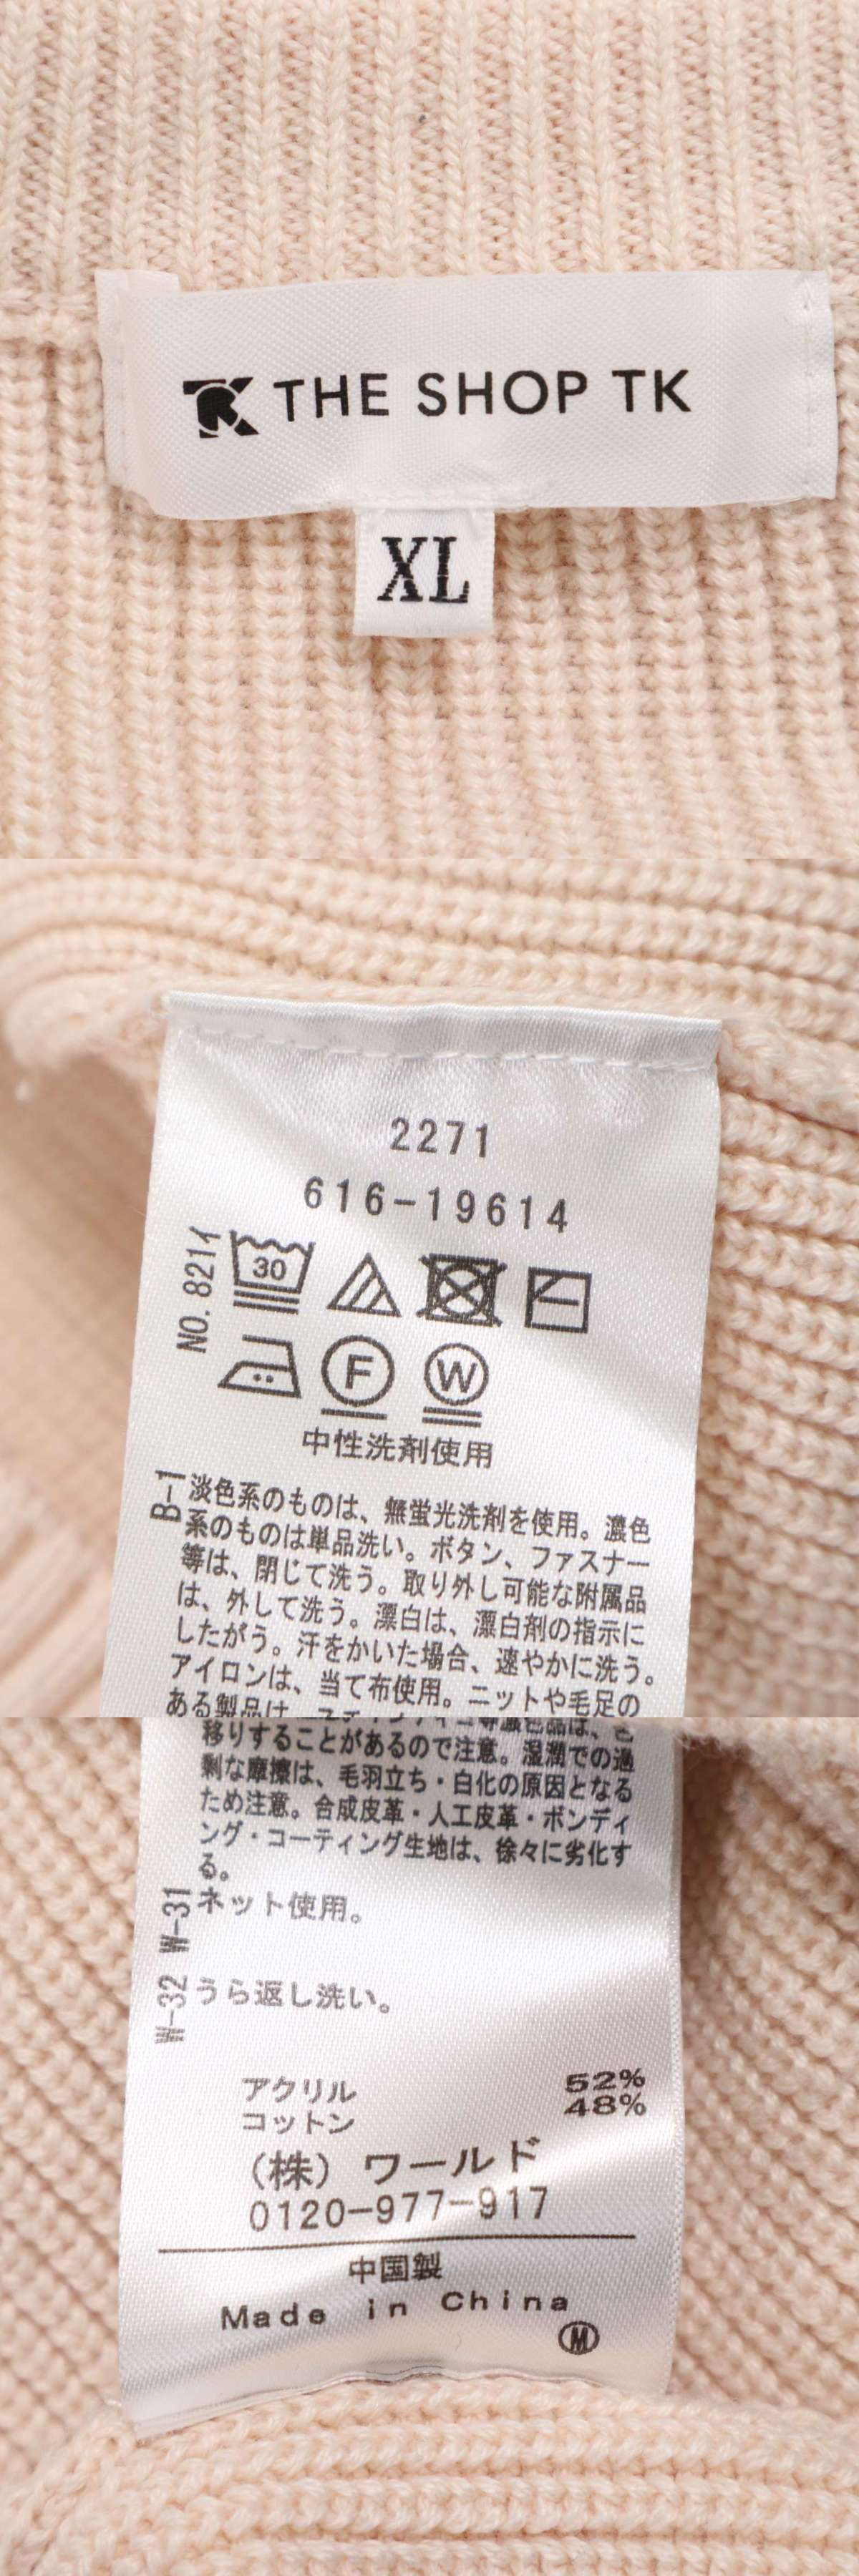 THE SHOP TK
XL
2271
616-19614
NO. 821イ
30
F
W
中性洗剤使用
B-1
淡色系のものは、無蛍光洗剤を使用。濃色
系のものは単品洗い。ボタン、ファスナー
等は、閉じて洗う。取り外し可能な附属品
は、外して洗う。漂白は、漂白剤の指示に
したがう。汗をかいた場合、速やかに洗う。
アイロンは、当て布使用。ニットや毛足の
ある製品は、
移りすることがあるので注意。湿潤での過
剰な摩擦は、毛羽立ち・白化の原因となる
ため注意。合成皮革・人工皮革・ボンディ
ング・コーティング生地は、徐々に劣化す
る。
W-31 ネット使用。
W-32 うら返し洗い。
アクリル 52%
コットン 48%
(株) ワールド
0120-977-917
中国製
Made in China
M